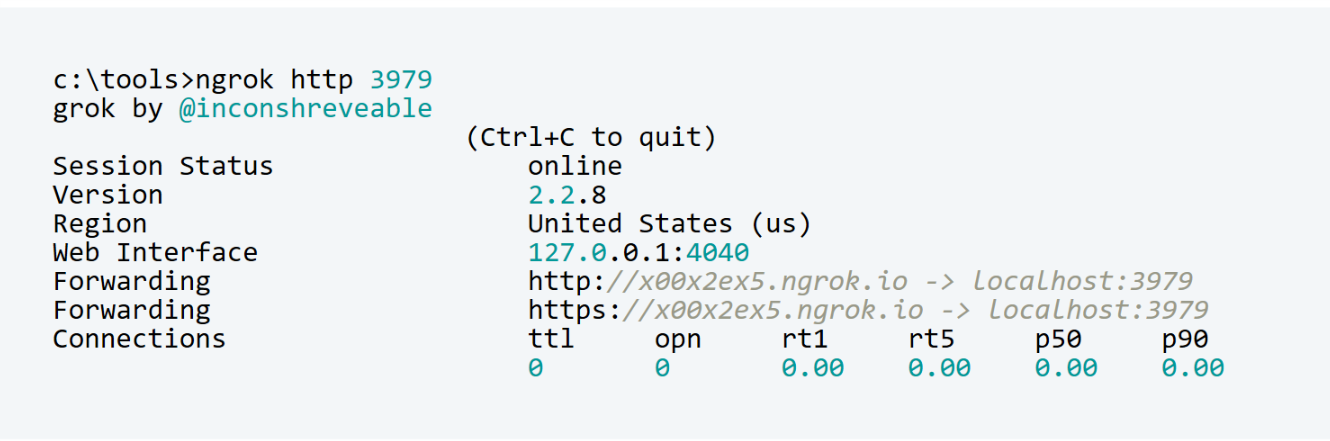 c:\tools>ngrok http 3979
grok by @inconshreveable
(Ctrl+C to quit)
Session Status online
Version 2.2.8
Region United States (us)
Web Interface 127.0.0.1:4040
Forwarding http://x00x2ex5.ngrok.io -> localhost:3979
Forwarding https://x00x2ex5.ngrok.io -> localhost:3979
Connections ttl opn rt1 rt5 p50 p90
0 0 0.00 0.00 0.00 0.00